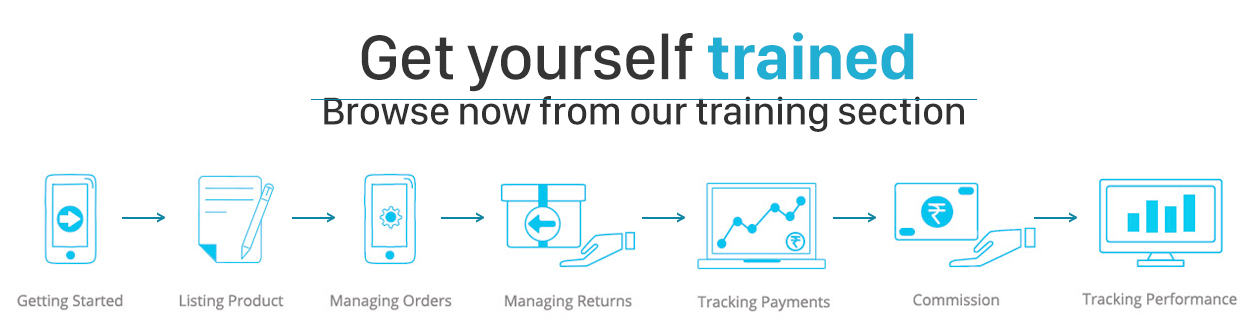 Get yourself trained
Browse now from our training section
Getting Started
Listing Product
Managing Orders
Managing Returns
Tracking Payments
Commission
Tracking Performance